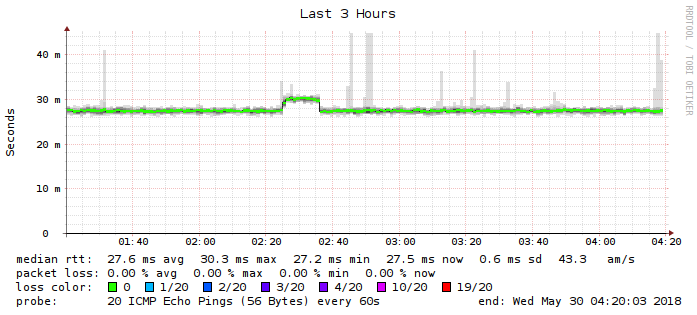 Last 3 Hours
RRDTOOL / TOBI OETIKER
Seconds
40 m
30 m
20 m
10 m
0
01:40 02:00 02:20 02:40 03:00 03:20 03:40 04:00 04:20
median rtt: 27.6 ms avg 30.3 ms max 27.2 ms min 27.5 ms now 0.6 ms sd 43.3 am/s
packet loss: 0.00 % avg 0.00 % max 0.00 % min 0.00 % now
loss color: 0 1/20 2/20 3/20 4/20 10/20 19/20
probe: 20 ICMP Echo Pings (56 Bytes) every 60s end: Wed May 30 04:20:03 2018